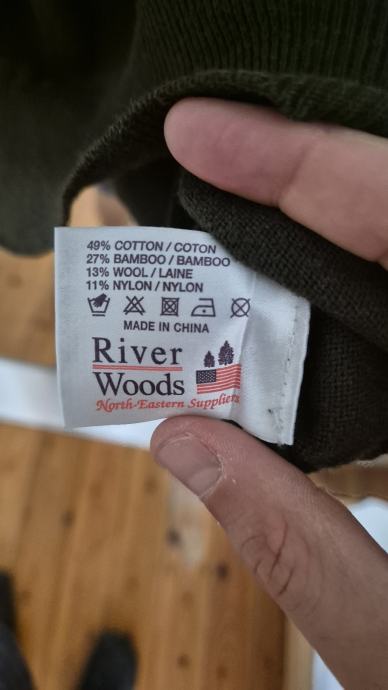 49% COTTON / COTON
27% BAMBOO / BAMBOO
13% WOOL / LAINE
11% NYLON / NYLON
MADE IN CHINA
River
Woods
North-Eastern Suppliers